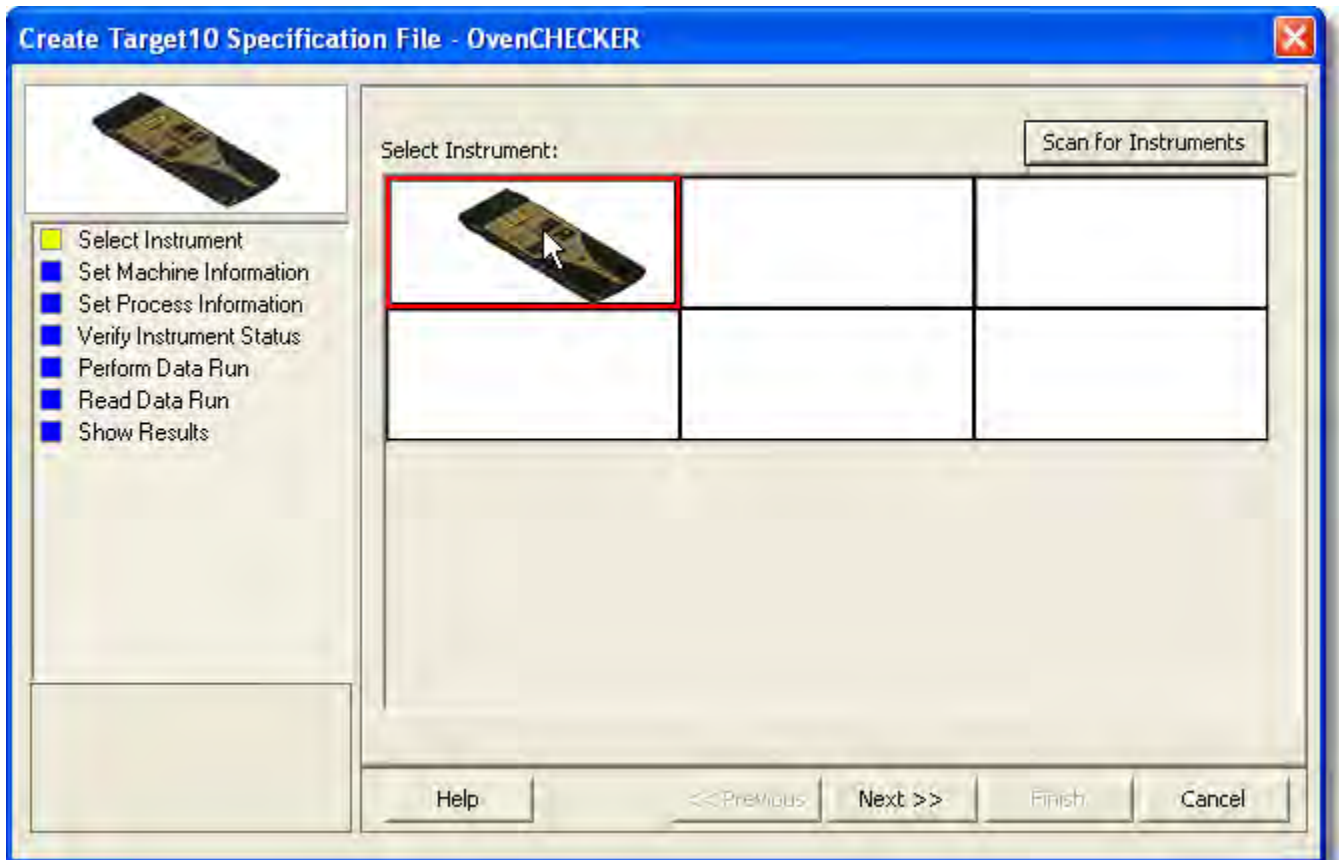 Create Target10 Specification File - OvenCHECKER
Select Instrument:
Scan for Instruments
Select Instrument
Set Machine Information
Set Process Information
Verify Instrument Status
Perform Data Run
Read Data Run
Show Results
Help
<< Previous
Next >>
Finish
Cancel